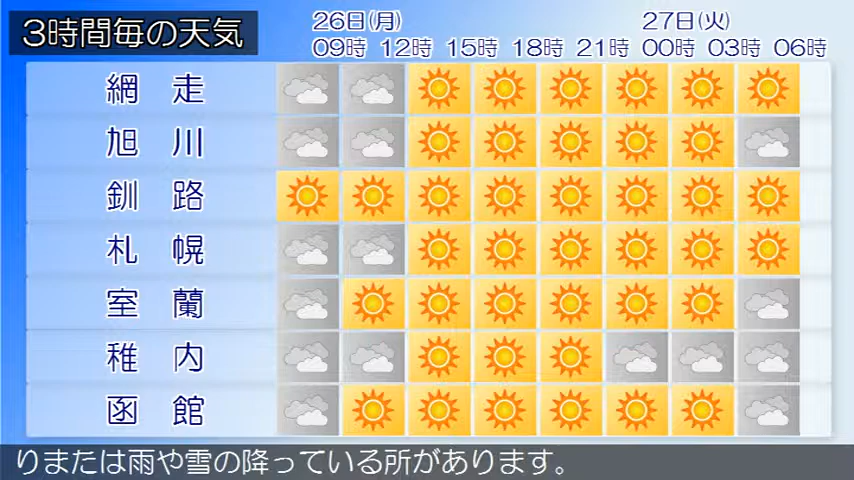 3時間毎の天気
26日(月) 27日(火)
09時 12時 15時 18時 21時 00時 03時 06時
網走
旭川
釧路
札幌
室蘭
稚内
函館
りまたは雨や雪の降っている所があります。